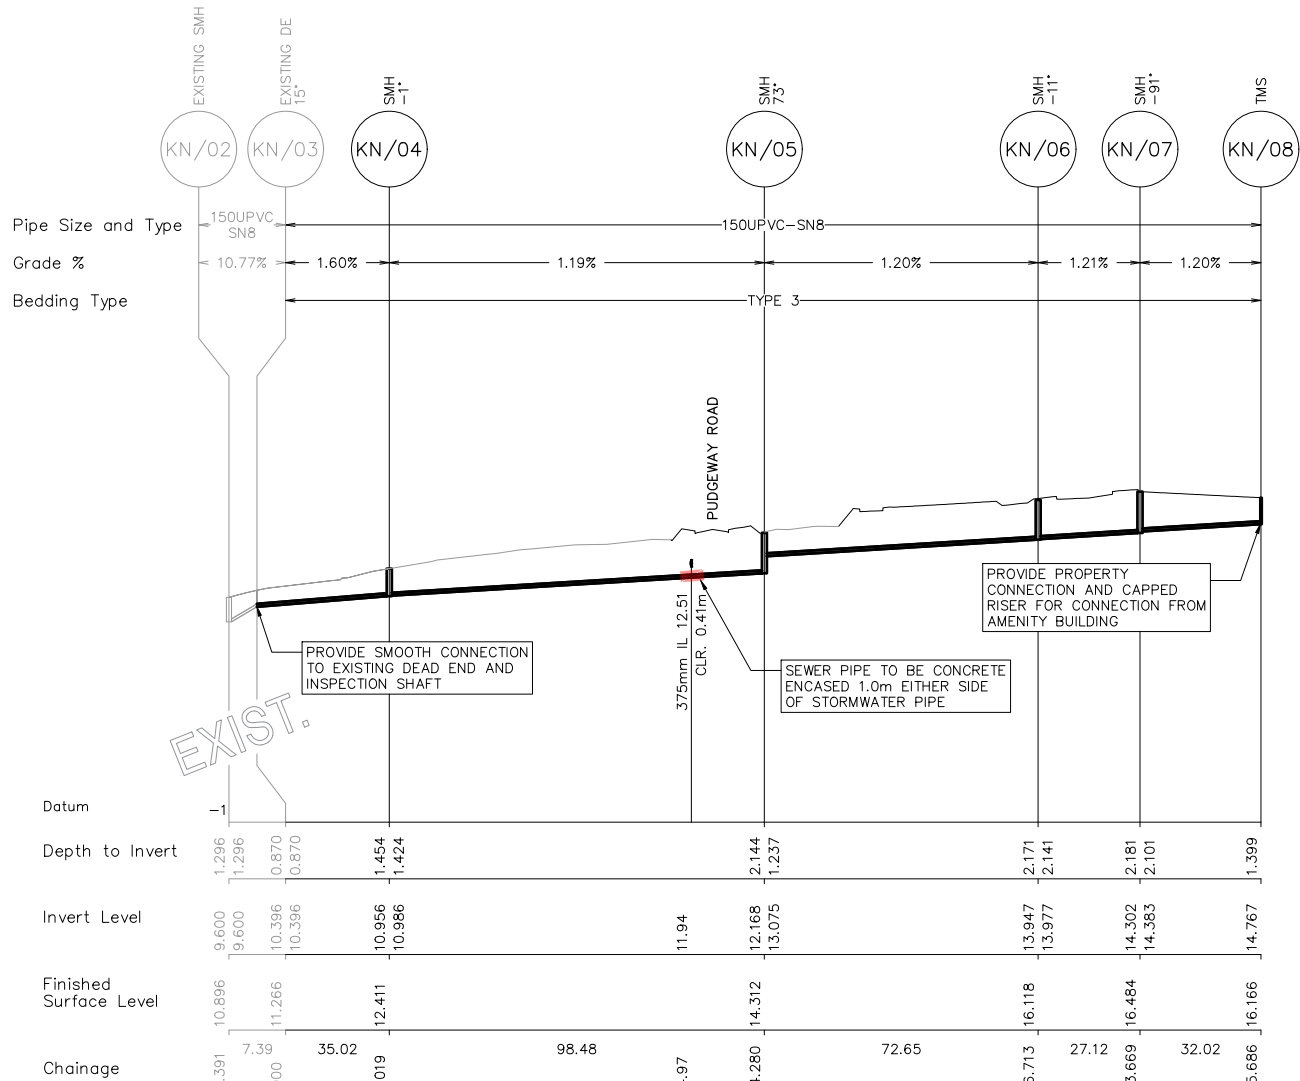 EXISTING SMH
EXISTING DE
15°
SMH
-1°
SMH
73°
SMH
-11°
SMH
-91°
TMS
KN/02
KN/03
KN/04
KN/05
KN/06
KN/07
KN/08
Pipe Size and Type
150UPVC
SN8
150UPVC-SN8
Grade %
10.77%
1.60%
1.19%
1.20%
1.21%
1.20%
Bedding Type
TYPE 3
PUDGEWAY ROAD
375mm IL 12.51
CLR. 0.41m
PROVIDE SMOOTH CONNECTION
TO EXISTING DEAD END AND
INSPECTION SHAFT
SEWER PIPE TO BE CONCRETE
ENCASED 1.0m EITHER SIDE
OF STORMWATER PIPE
PROVIDE PROPERTY
CONNECTION AND CAPPED
RISER FOR CONNECTION FROM
AMENITY BUILDING
EXIST.
Datum
-1
Depth to Invert
1.296
1.296
0.870
0.870
1.454
1.424
2.144
1.237
2.171
2.141
2.181
2.101
1.399
Invert Level
9.600
9.600
10.396
10.396
10.956
10.986
11.94
12.168
13.075
13.947
13.977
14.302
14.383
14.767
Finished
Surface Level
10.896
11.266
12.411
14.312
16.118
16.484
16.166
7.39
35.02
98.48
72.65
27.12
32.02
Chainage